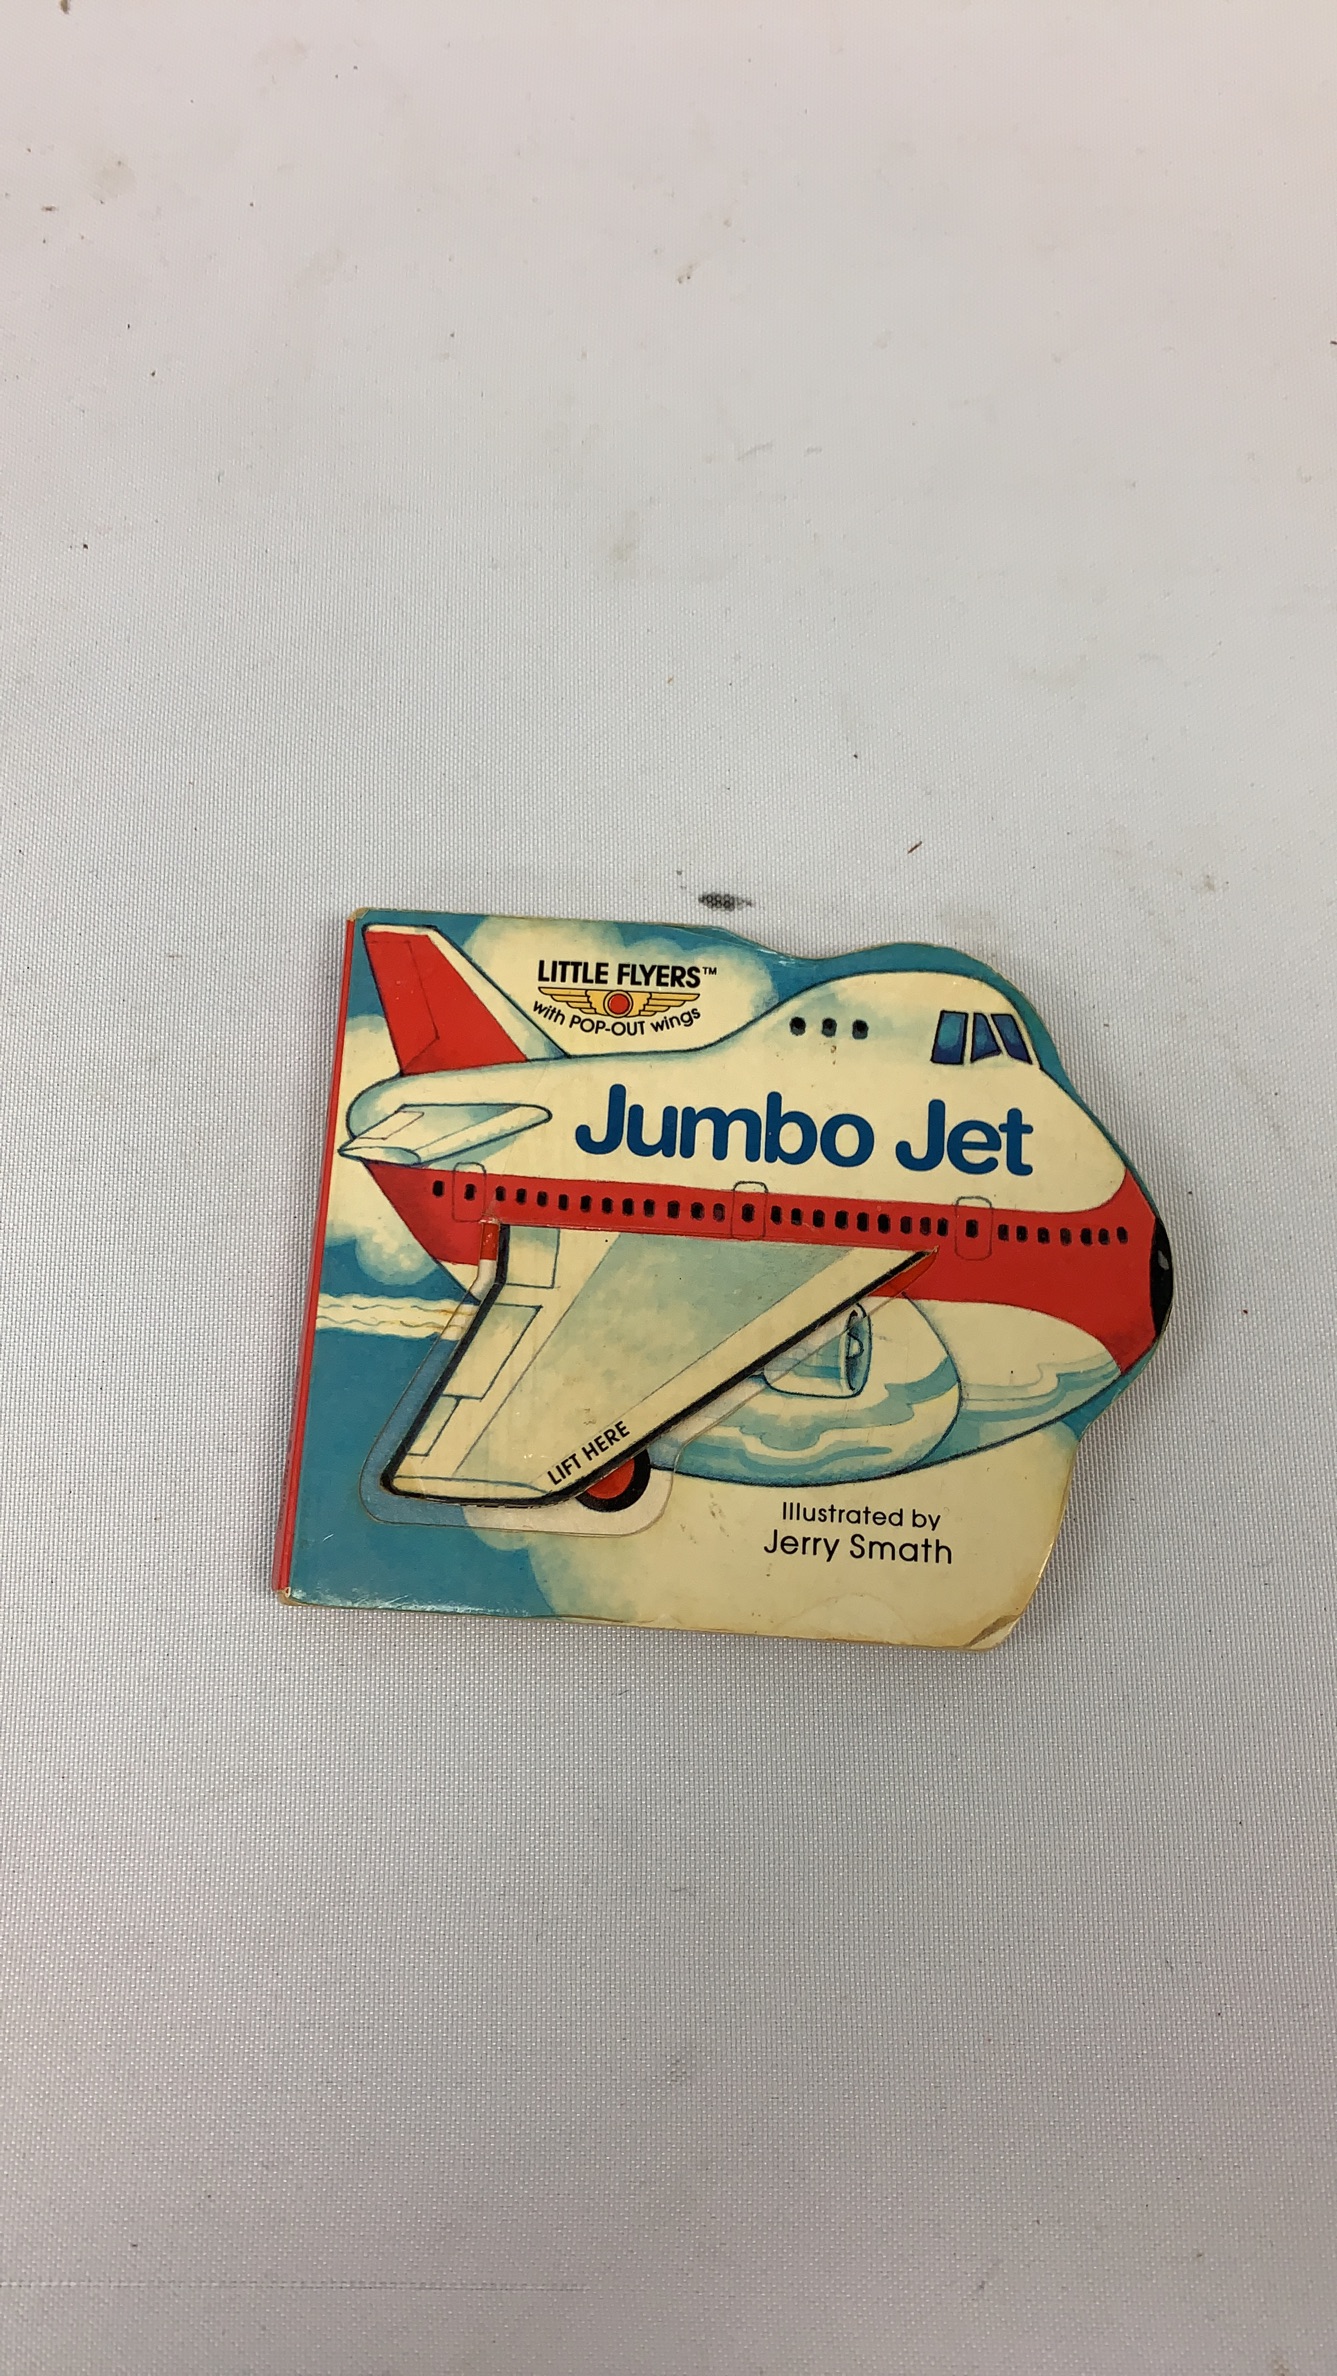 LITTLE FLYERS™
with POP-OUT wings
Jumbo Jet
LIFT HERE
Illustrated by
Jerry Smath